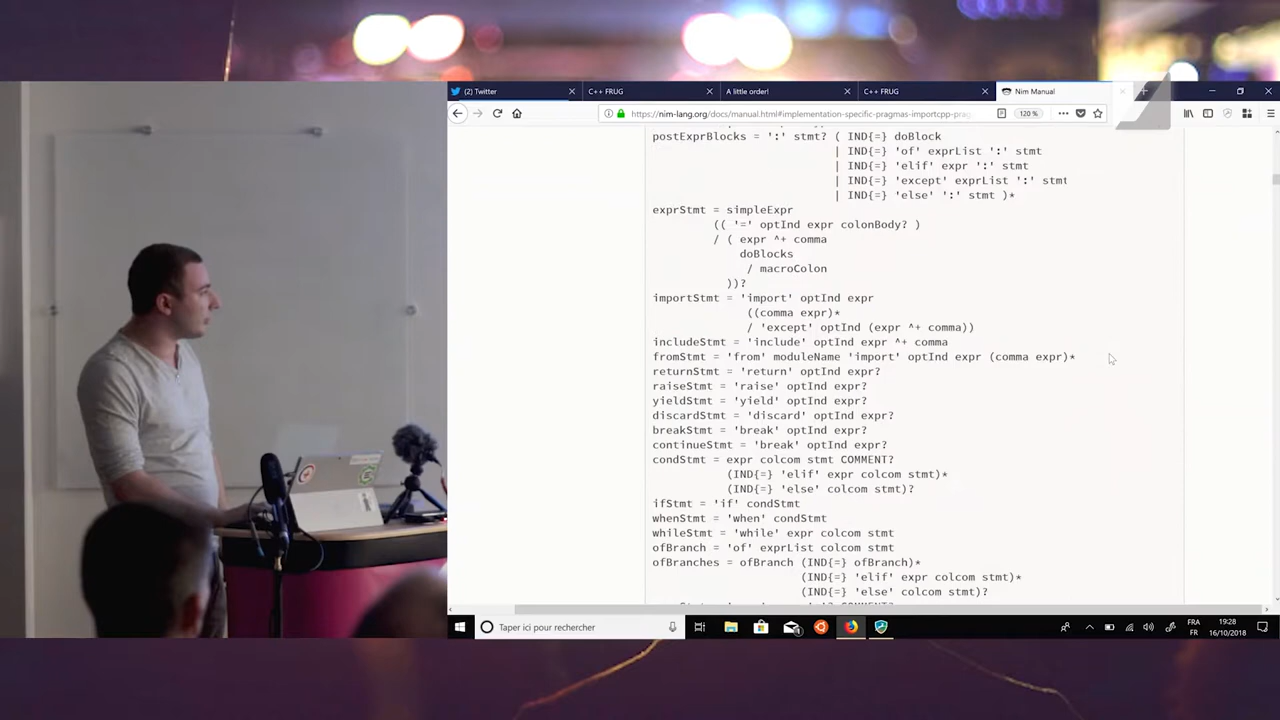 (2) Twitter
C++ FRUG
A little order!
C++ FRUG
Nim Manual
https://nim-lang.org/docs/manual.html#implementation-specific-pragmas-importcpp-prag
120 %
postExprBlocks = ':' stmt? ( IND{=} doBlock
| IND{=} 'of' exprList ':' stmt
| IND{=} 'elif' expr ':' stmt
| IND{=} 'except' exprList ':' stmt
| IND{=} 'else' ':' stmt )*
exprStmt = simpleExpr
(( '=' optInd expr colonBody? )
/ ( expr ^+ comma
doBlocks
/ macroColon
))?
importStmt = 'import' optInd expr
((comma expr)*
/ 'except' optInd (expr ^+ comma))
includeStmt = 'include' optInd expr ^+ comma
fromStmt = 'from' moduleName 'import' optInd expr (comma expr)*
returnStmt = 'return' optInd expr?
raiseStmt = 'raise' optInd expr?
yieldStmt = 'yield' optInd expr?
discardStmt = 'discard' optInd expr?
breakStmt = 'break' optInd expr?
continueStmt = 'break' optInd expr?
condStmt = expr colcom stmt COMMENT?
(IND{=} 'elif' expr colcom stmt)*
(IND{=} 'else' colcom stmt)?
ifStmt = 'if' condStmt
whenStmt = 'when' condStmt
whileStmt = 'while' expr colcom stmt
ofBranch = 'of' exprList colcom stmt
ofBranches = ofBranch (IND{=} ofBranch)*
(IND{=} 'elif' expr colcom stmt)*
(IND{=} 'else' colcom stmt)?
Taper ici pour rechercher
FRA
FR
19:28
16/10/2018